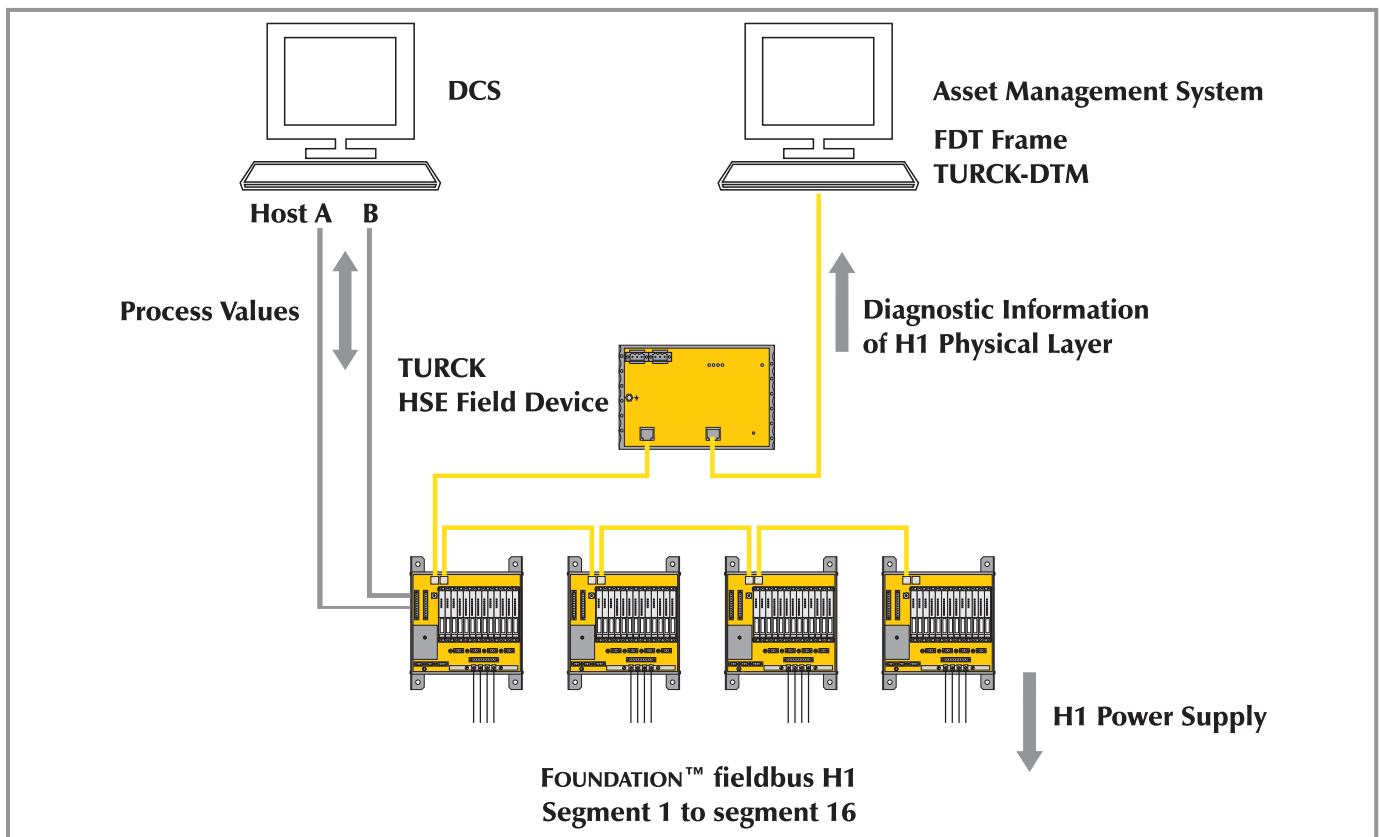 DCS
Asset Management System
FDT Frame
TURCK-DTM
Host A B
Process Values
Diagnostic Information
of H1 Physical Layer
TURCK
HSE Field Device
H1 Power Supply
FOUNDATION™ fieldbus H1
Segment 1 to segment 16